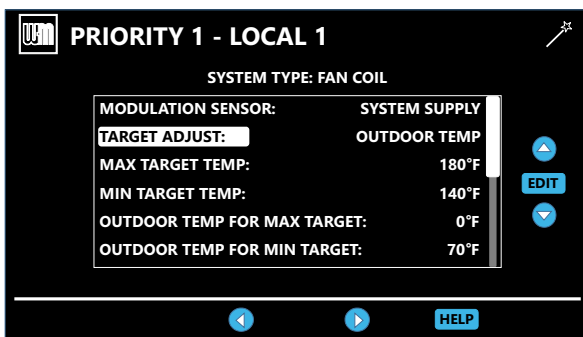 WM PRIORITY 1 - LOCAL 1
SYSTEM TYPE: FAN COIL
MODULATION SENSOR: SYSTEM SUPPLY
TARGET ADJUST: OUTDOOR TEMP
MAX TARGET TEMP: 180°F
MIN TARGET TEMP: 140°F
EDIT
OUTDOOR TEMP FOR MAX TARGET: 0°F
OUTDOOR TEMP FOR MIN TARGET: 70°F
HELP